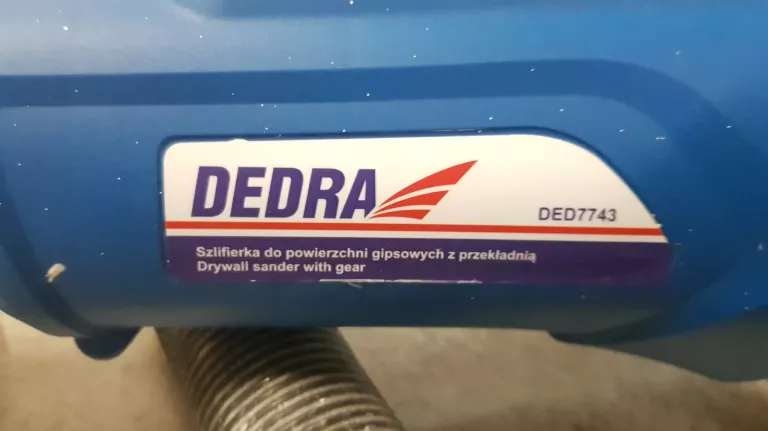 DEDRA
DED7743
Szlifierka do powierzchni gipsowych z przekładnią
Drywall sander with gear